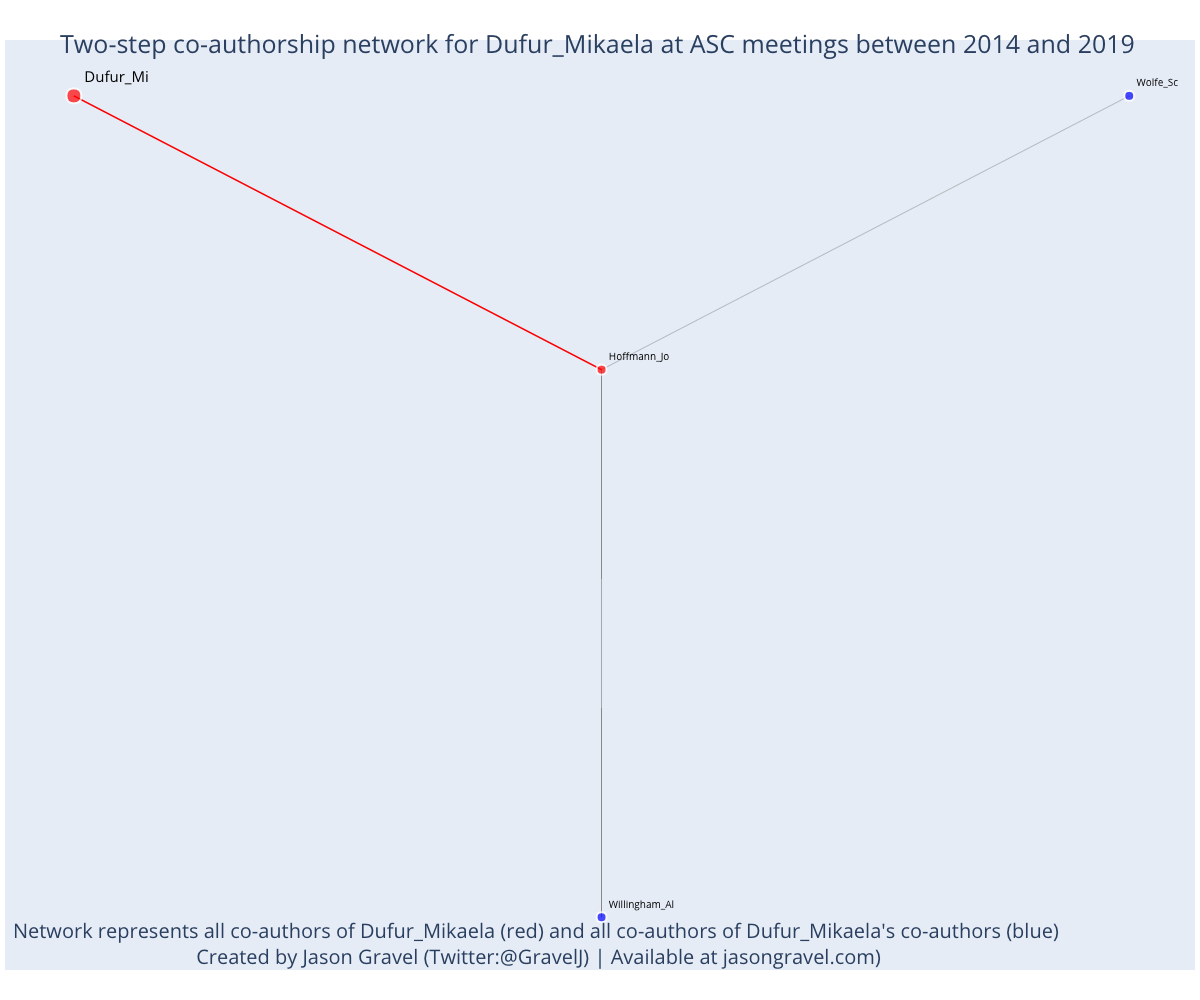 Two-step co-authorship network for Dufur_Mikaela at ASC meetings between 2014 and 2019
Dufur_Mi
Wolfe_Sc
Hoffmann_Jo
Willingham_Al
Network represents all co-authors of Dufur_Mikaela (red) and all co-authors of Dufur_Mikaela's co-authors (blue)
Created by Jason Gravel (Twitter:@GravelJ) | Available at jasongravel.com)